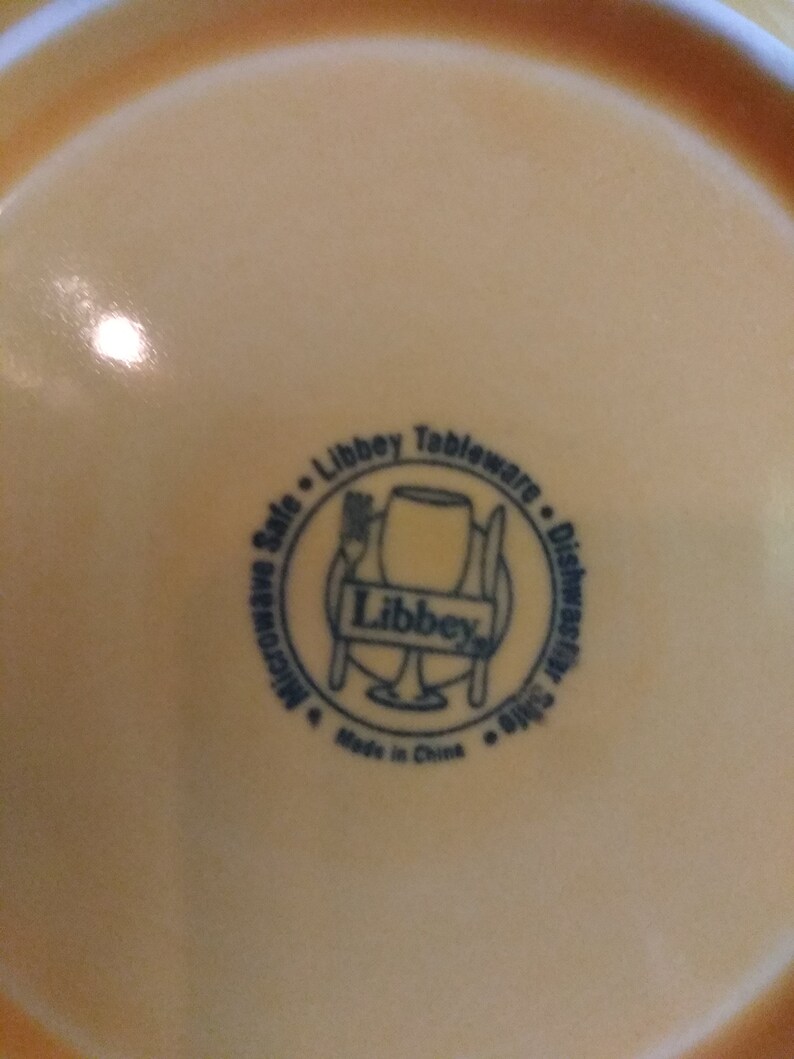 • Microwave Safe • Libbey Tableware • Dishwasher Safe •
Libbey
Made in China